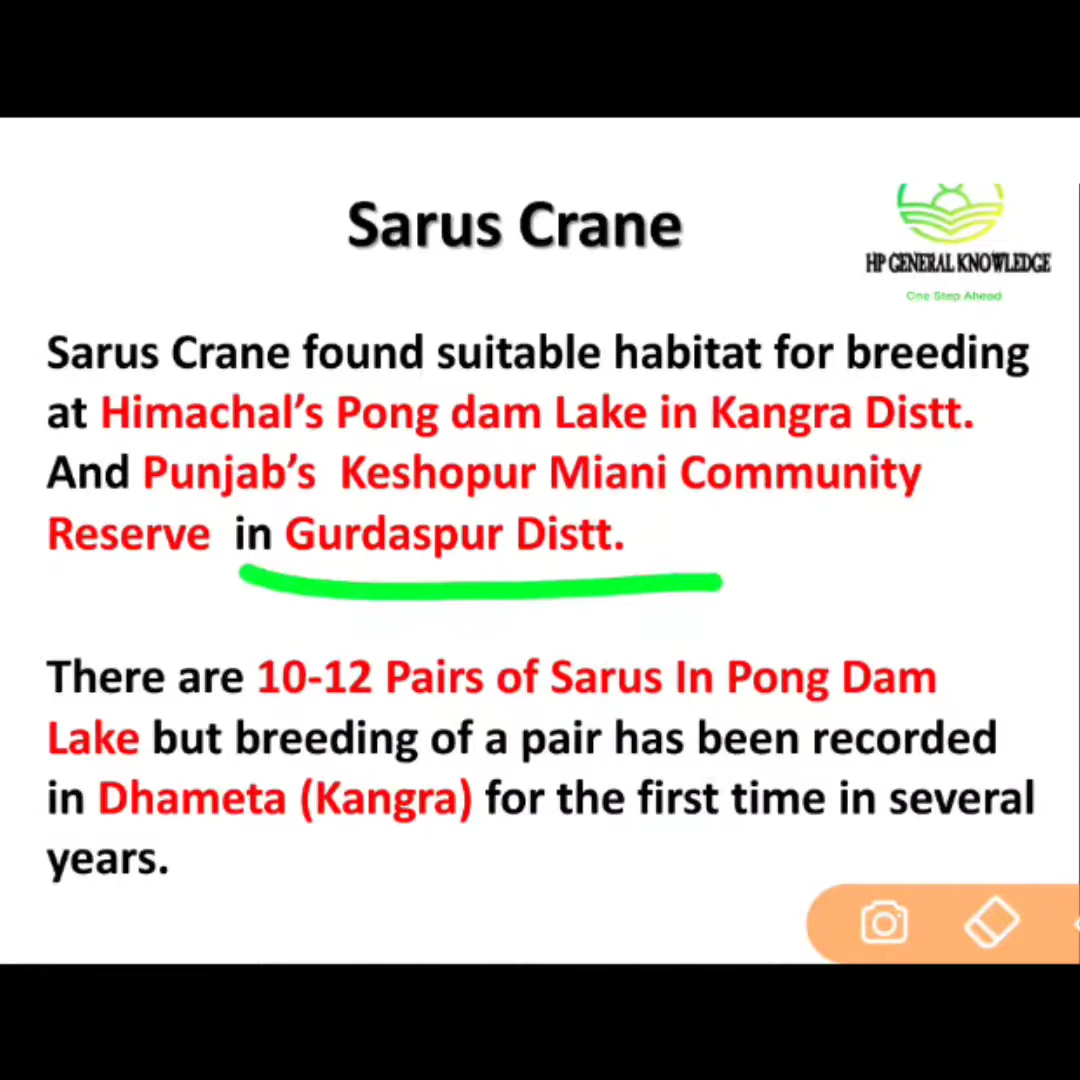 Sarus Crane
HP GENERAL KNOWLEDGE
One Step Ahead
Sarus Crane found suitable habitat for breeding
at Himachal's Pong dam Lake in Kangra Distt.
And Punjab's Keshopur Miani Community
Reserve in Gurdaspur Distt.
There are 10-12 Pairs of Sarus In Pong Dam
Lake but breeding of a pair has been recorded
in Dhameta (Kangra) for the first time in several
years.